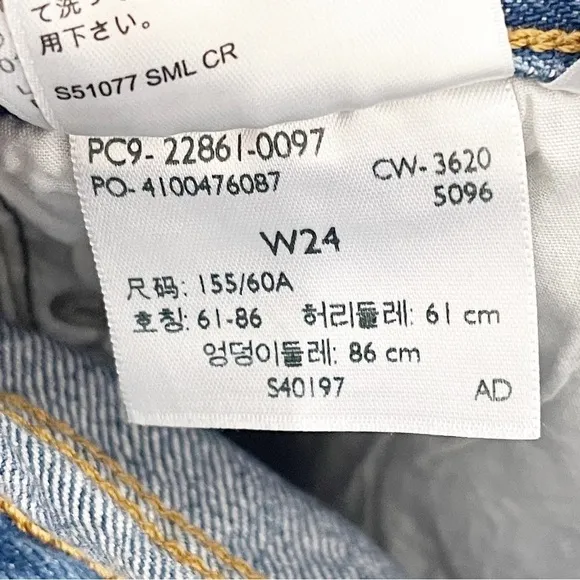 て洗
用下さい。
S51077 SML CR
PC9- 22861-0097
PO- 4100476087
CW- 3620
5096
W24
尺码: 155/60A
호칭: 61-86 허리둘레: 61 cm
엉덩이둘레: 86 cm
S40197 AD